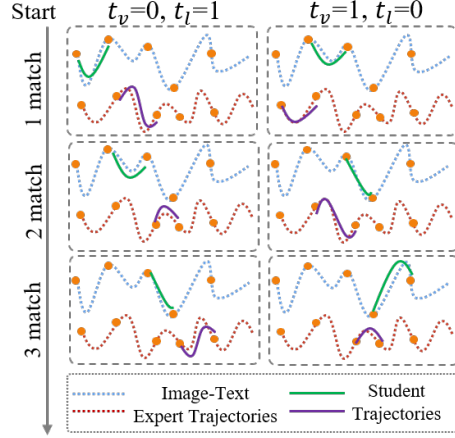 Start
t_v=0, t_l=1
t_v=1, t_l=0
1 match
2 match
3 match
Image-Text
Student
Expert Trajectories
Trajectories